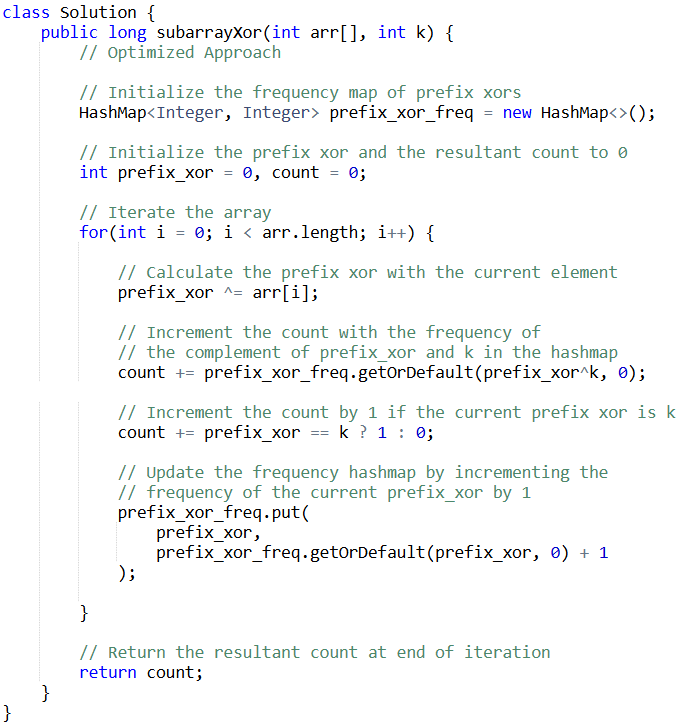 class Solution {
    public long subarrayXor(int arr[], int k) {
        // Optimized Approach
        // Initialize the frequency map of prefix xors
        HashMap<Integer, Integer> prefix_xor_freq = new HashMap<>();
        // Initialize the prefix xor and the resultant count to 0
        int prefix_xor = 0, count = 0;
        // Iterate the array
        for(int i = 0; i < arr.length; i++) {
            // Calculate the prefix xor with the current element
            prefix_xor ^= arr[i];
            // Increment the count with the frequency of
            // the complement of prefix_xor and k in the hashmap
            count += prefix_xor_freq.getOrDefault(prefix_xor^k, 0);
            // Increment the count by 1 if the current prefix xor is k
            count += prefix_xor == k ? 1 : 0;
            // Update the frequency hashmap by incrementing the
            // frequency of the current prefix_xor by 1
            prefix_xor_freq.put(
                prefix_xor,
                prefix_xor_freq.getOrDefault(prefix_xor, 0) + 1
            );
        }
        // Return the resultant count at end of iteration
        return count;
    }
}